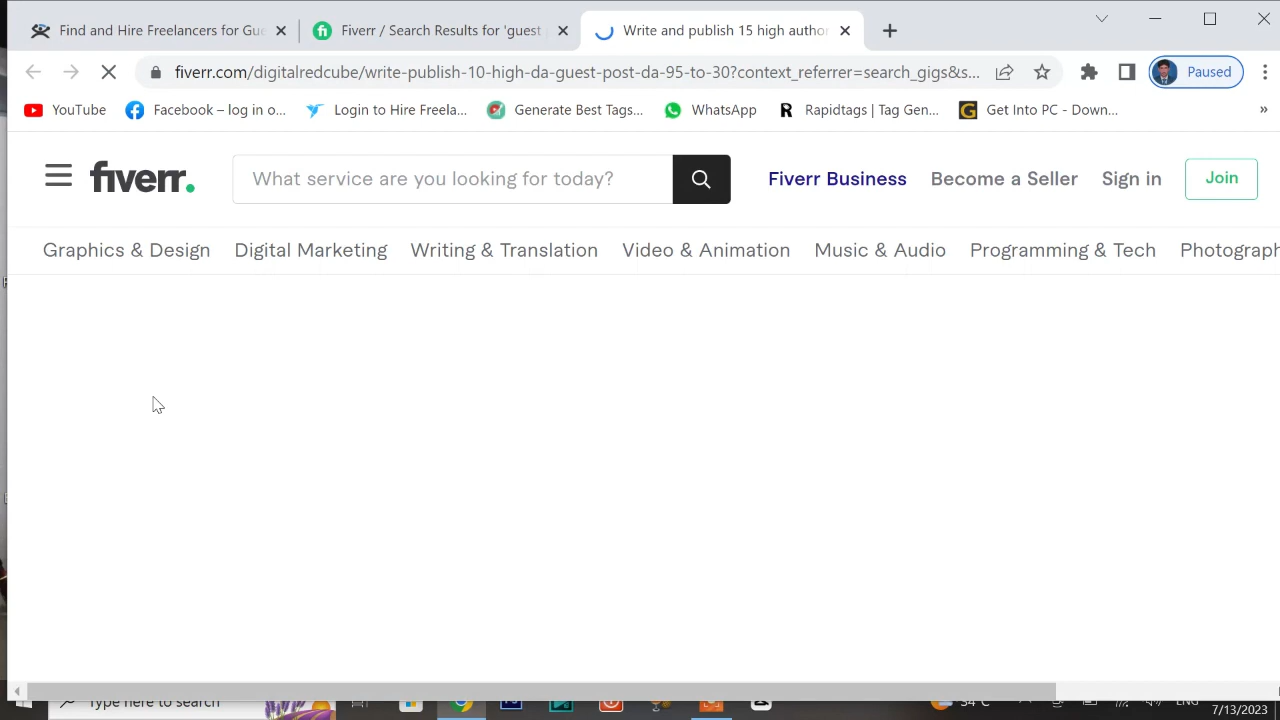 Find and Hire Freelancers for Gue
Fiverr / Search Results for 'guest
Write and publish 15 high author
fiverr.com/digitalredcube/write-publish-10-high-da-guest-post-da-95-to-30?context_referrer=search_gigs&s...
Paused
YouTube
Facebook – log in o...
Login to Hire Freela...
Generate Best Tags...
WhatsApp
Rapidtags | Tag Gen...
Get Into PC - Down...
»
fiverr.
What service are you looking for today?
Fiverr Business
Become a Seller
Sign in
Join
Graphics & Design
Digital Marketing
Writing & Translation
Video & Animation
Music & Audio
Programming & Tech
Photograph
Type here to search
34°C
ENG
7/13/2023